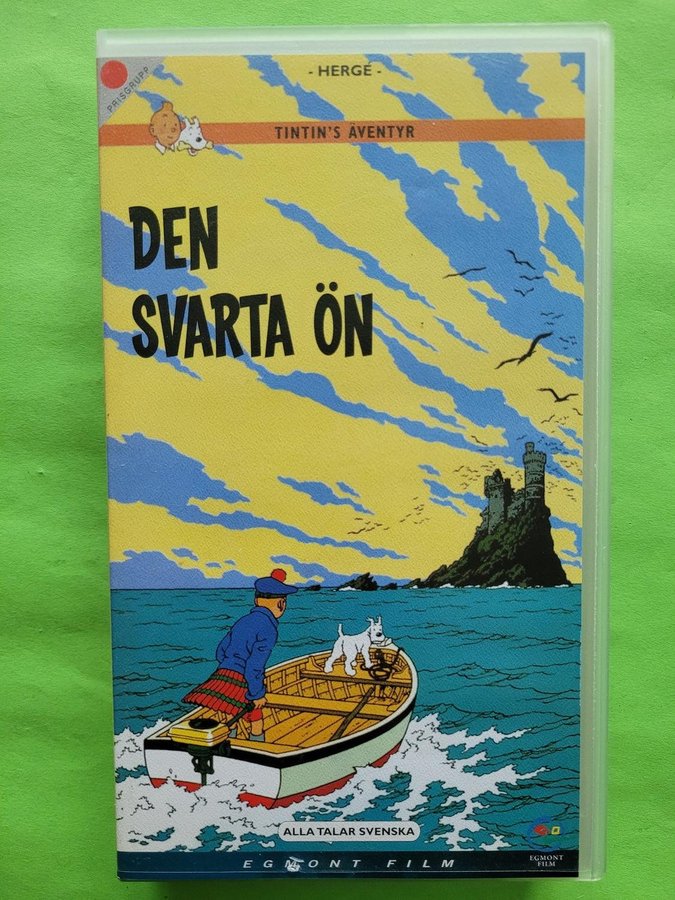 PRISGRUPP
- HERGÉ -
TINTIN'S ÄVENTYR
DEN
SVARTA ÖN
ALLA TALAR SVENSKA
EGMONT FILM
EGMONT
FILM